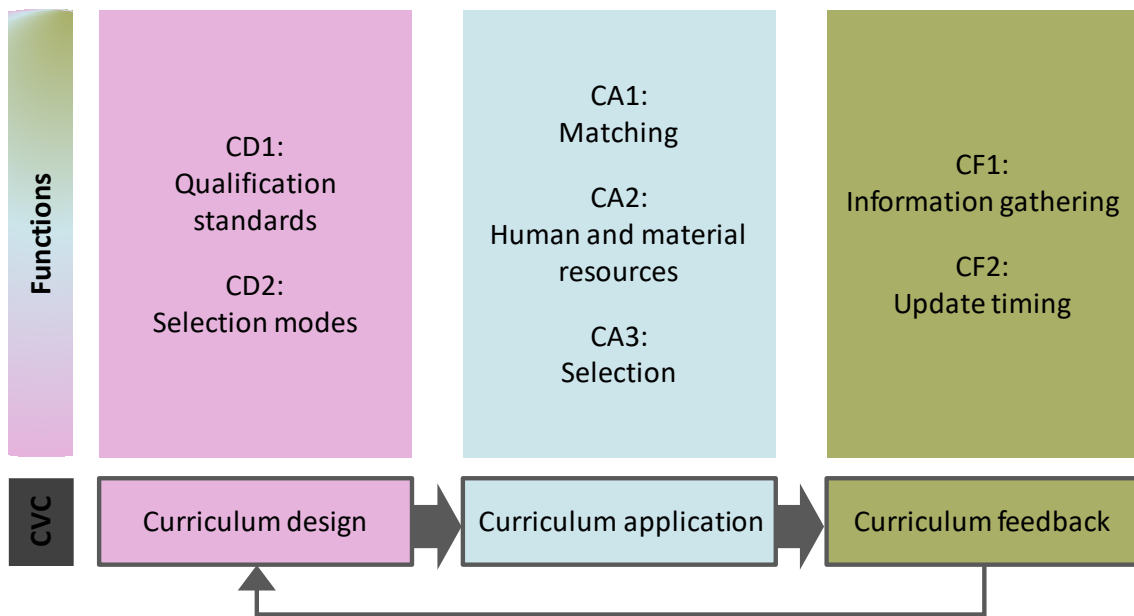 Functions
CD1:
Qualification
standards
CD2:
Selection modes
CA1:
Matching
CA2:
Human and material
resources
CA3:
Selection
CF1:
Information gathering
CF2:
Update timing
CVC
Curriculum design
Curriculum application
Curriculum feedback